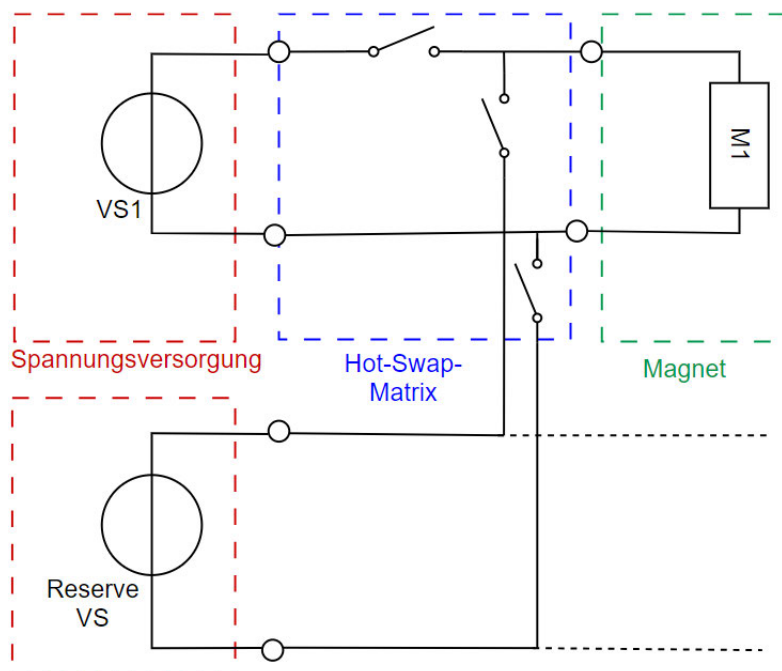 VS1
M1
Spannungsversorgung
Hot-Swap-
Matrix
Magnet
Reserve
VS